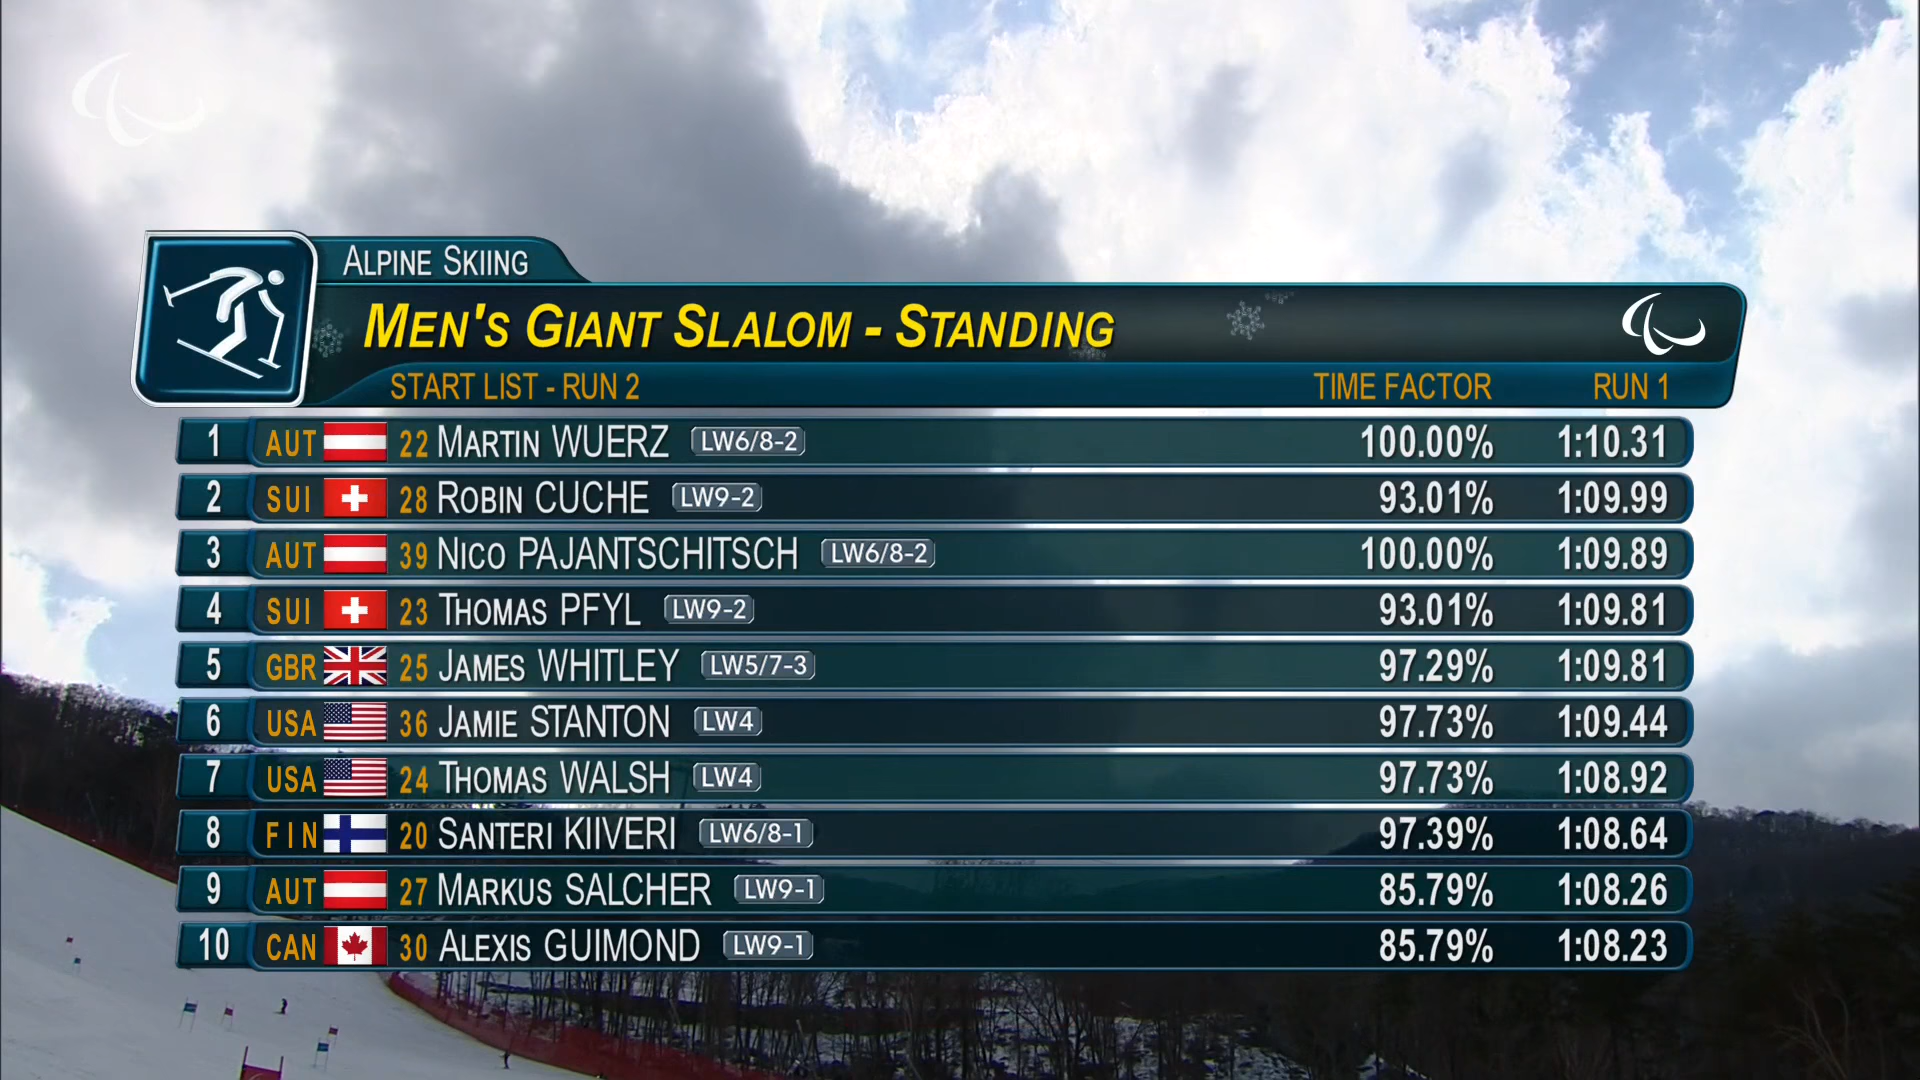 ALPINE SKIING
MEN'S GIANT SLALOM - STANDING
START LIST - RUN 2 TIME FACTOR RUN 1
1 AUT 22 MARTIN WUERZ LW6/8-2 100.00% 1:10.31
2 SUI 28 ROBIN CUCHE LW9-2 93.01% 1:09.99
3 AUT 39 NICO PAJANTSCHITSCH LW6/8-2 100.00% 1:09.89
4 SUI 23 THOMAS PFYL LW9-2 93.01% 1:09.81
5 GBR 25 JAMES WHITLEY LW5/7-3 97.29% 1:09.81
6 USA 36 JAMIE STANTON LW4 97.73% 1:09.44
7 USA 24 THOMAS WALSH LW4 97.73% 1:08.92
8 FIN 20 SANTERI KIIVERI LW6/8-1 97.39% 1:08.64
9 AUT 27 MARKUS SALCHER LW9-1 85.79% 1:08.26
10 CAN 30 ALEXIS GUIMOND LW9-1 85.79% 1:08.23